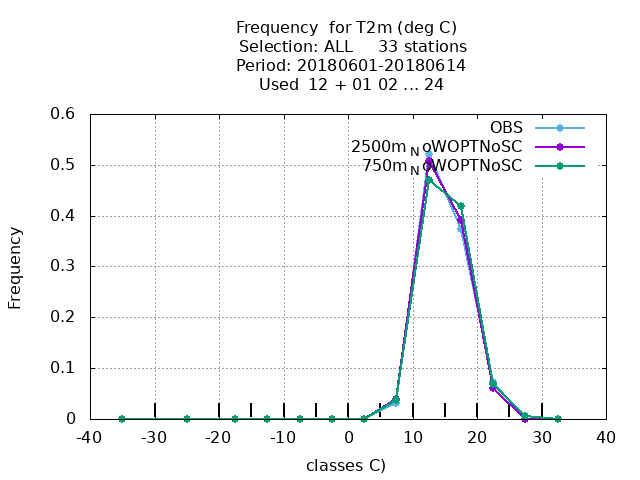 Frequency  for T2m (deg C)
Selection: ALL     33 stations
Period: 20180601-20180614
Used  12 + 01 02 ... 24
OBS
2500m_NoWOPTNoSC
750m_NoWOPTNoSC
0.6
0.5
0.4
0.3
0.2
0.1
0
Frequency
-40 -30 -20 -10 0 10 20 30 40
classes C)